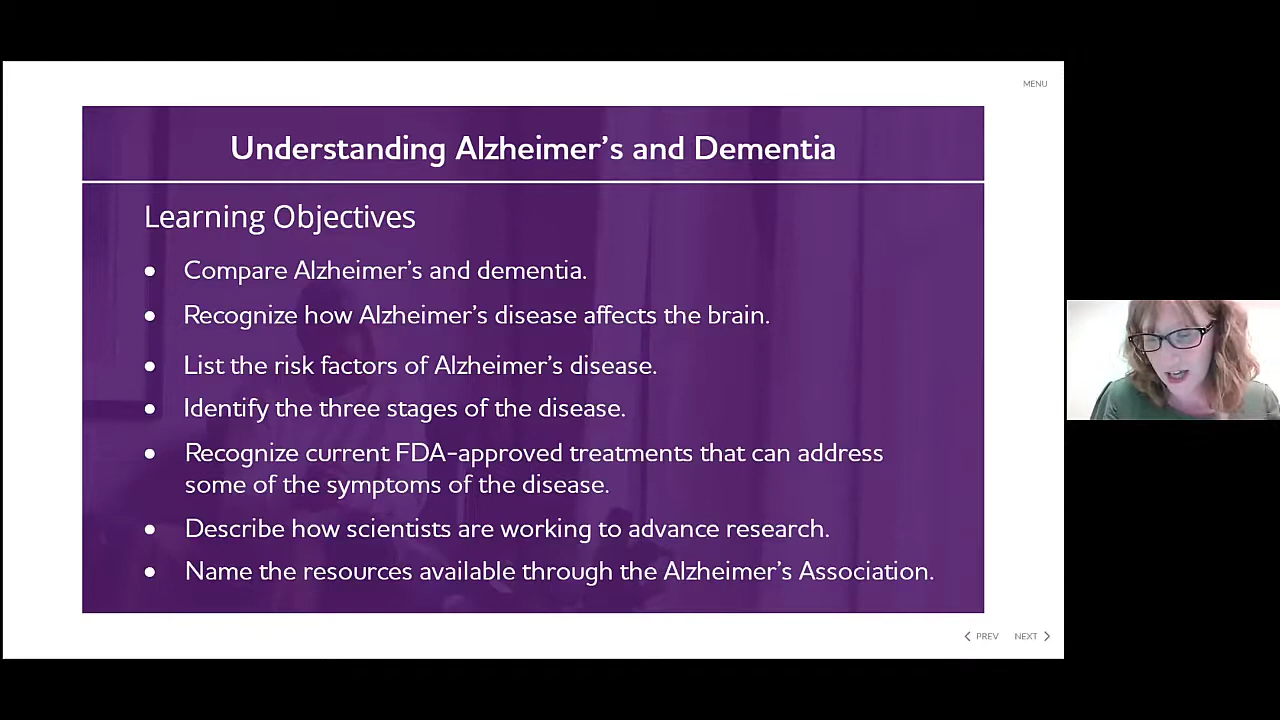 MENU
Understanding Alzheimer's and Dementia
Learning Objectives
• Compare Alzheimer's and dementia.
• Recognize how Alzheimer's disease affects the brain.
• List the risk factors of Alzheimer's disease.
• Identify the three stages of the disease.
• Recognize current FDA-approved treatments that can address
some of the symptoms of the disease.
• Describe how scientists are working to advance research.
• Name the resources available through the Alzheimer's Association.
PREV NEXT